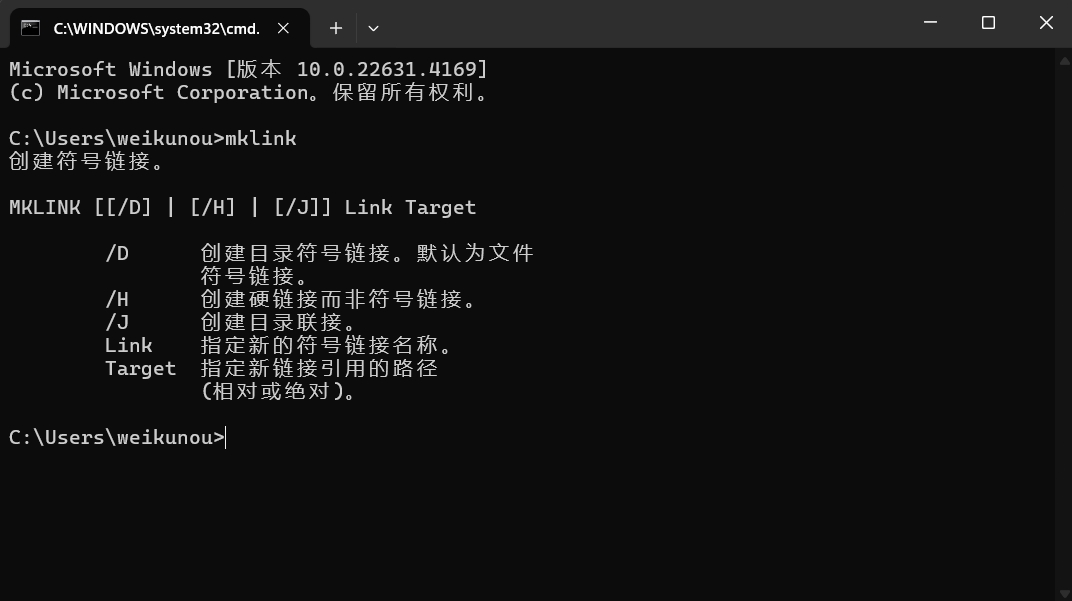 C:\WINDOWS\system32\cmd.
Microsoft Windows [版本 10.0.22631.4169]
(c) Microsoft Corporation。保留所有权利。
C:\Users\weikunou>mklink
创建符号链接。
MKLINK [[/D] | [/H] | [/J]] Link Target
/D 创建目录符号链接。默认为文件
符号链接。
/H 创建硬链接而非符号链接。
/J 创建目录联接。
Link 指定新的符号链接名称。
Target 指定新链接引用的路径
(相对或绝对)。
C:\Users\weikunou>